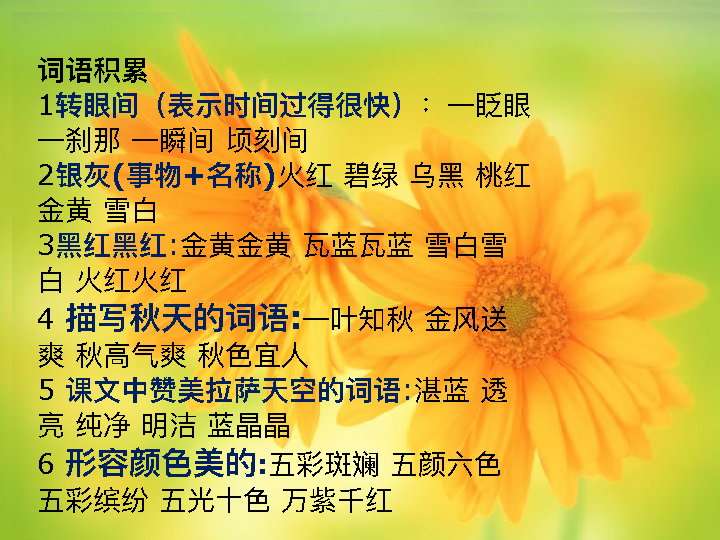 词语积累
1转眼间（表示时间过得很快）：一眨眼
一刹那 一瞬间 顷刻间
2银灰(事物+名称)火红 碧绿 乌黑 桃红
金黄 雪白
3黑红黑红:金黄金黄 瓦蓝瓦蓝 雪白雪
白 火红火红
4 描写秋天的词语:一叶知秋 金风送
爽 秋高气爽 秋色宜人
5 课文中赞美拉萨天空的词语:湛蓝 透
亮 纯净 明洁 蓝晶晶
6 形容颜色美的:五彩斑斓 五颜六色
五彩缤纷 五光十色 万紫千红